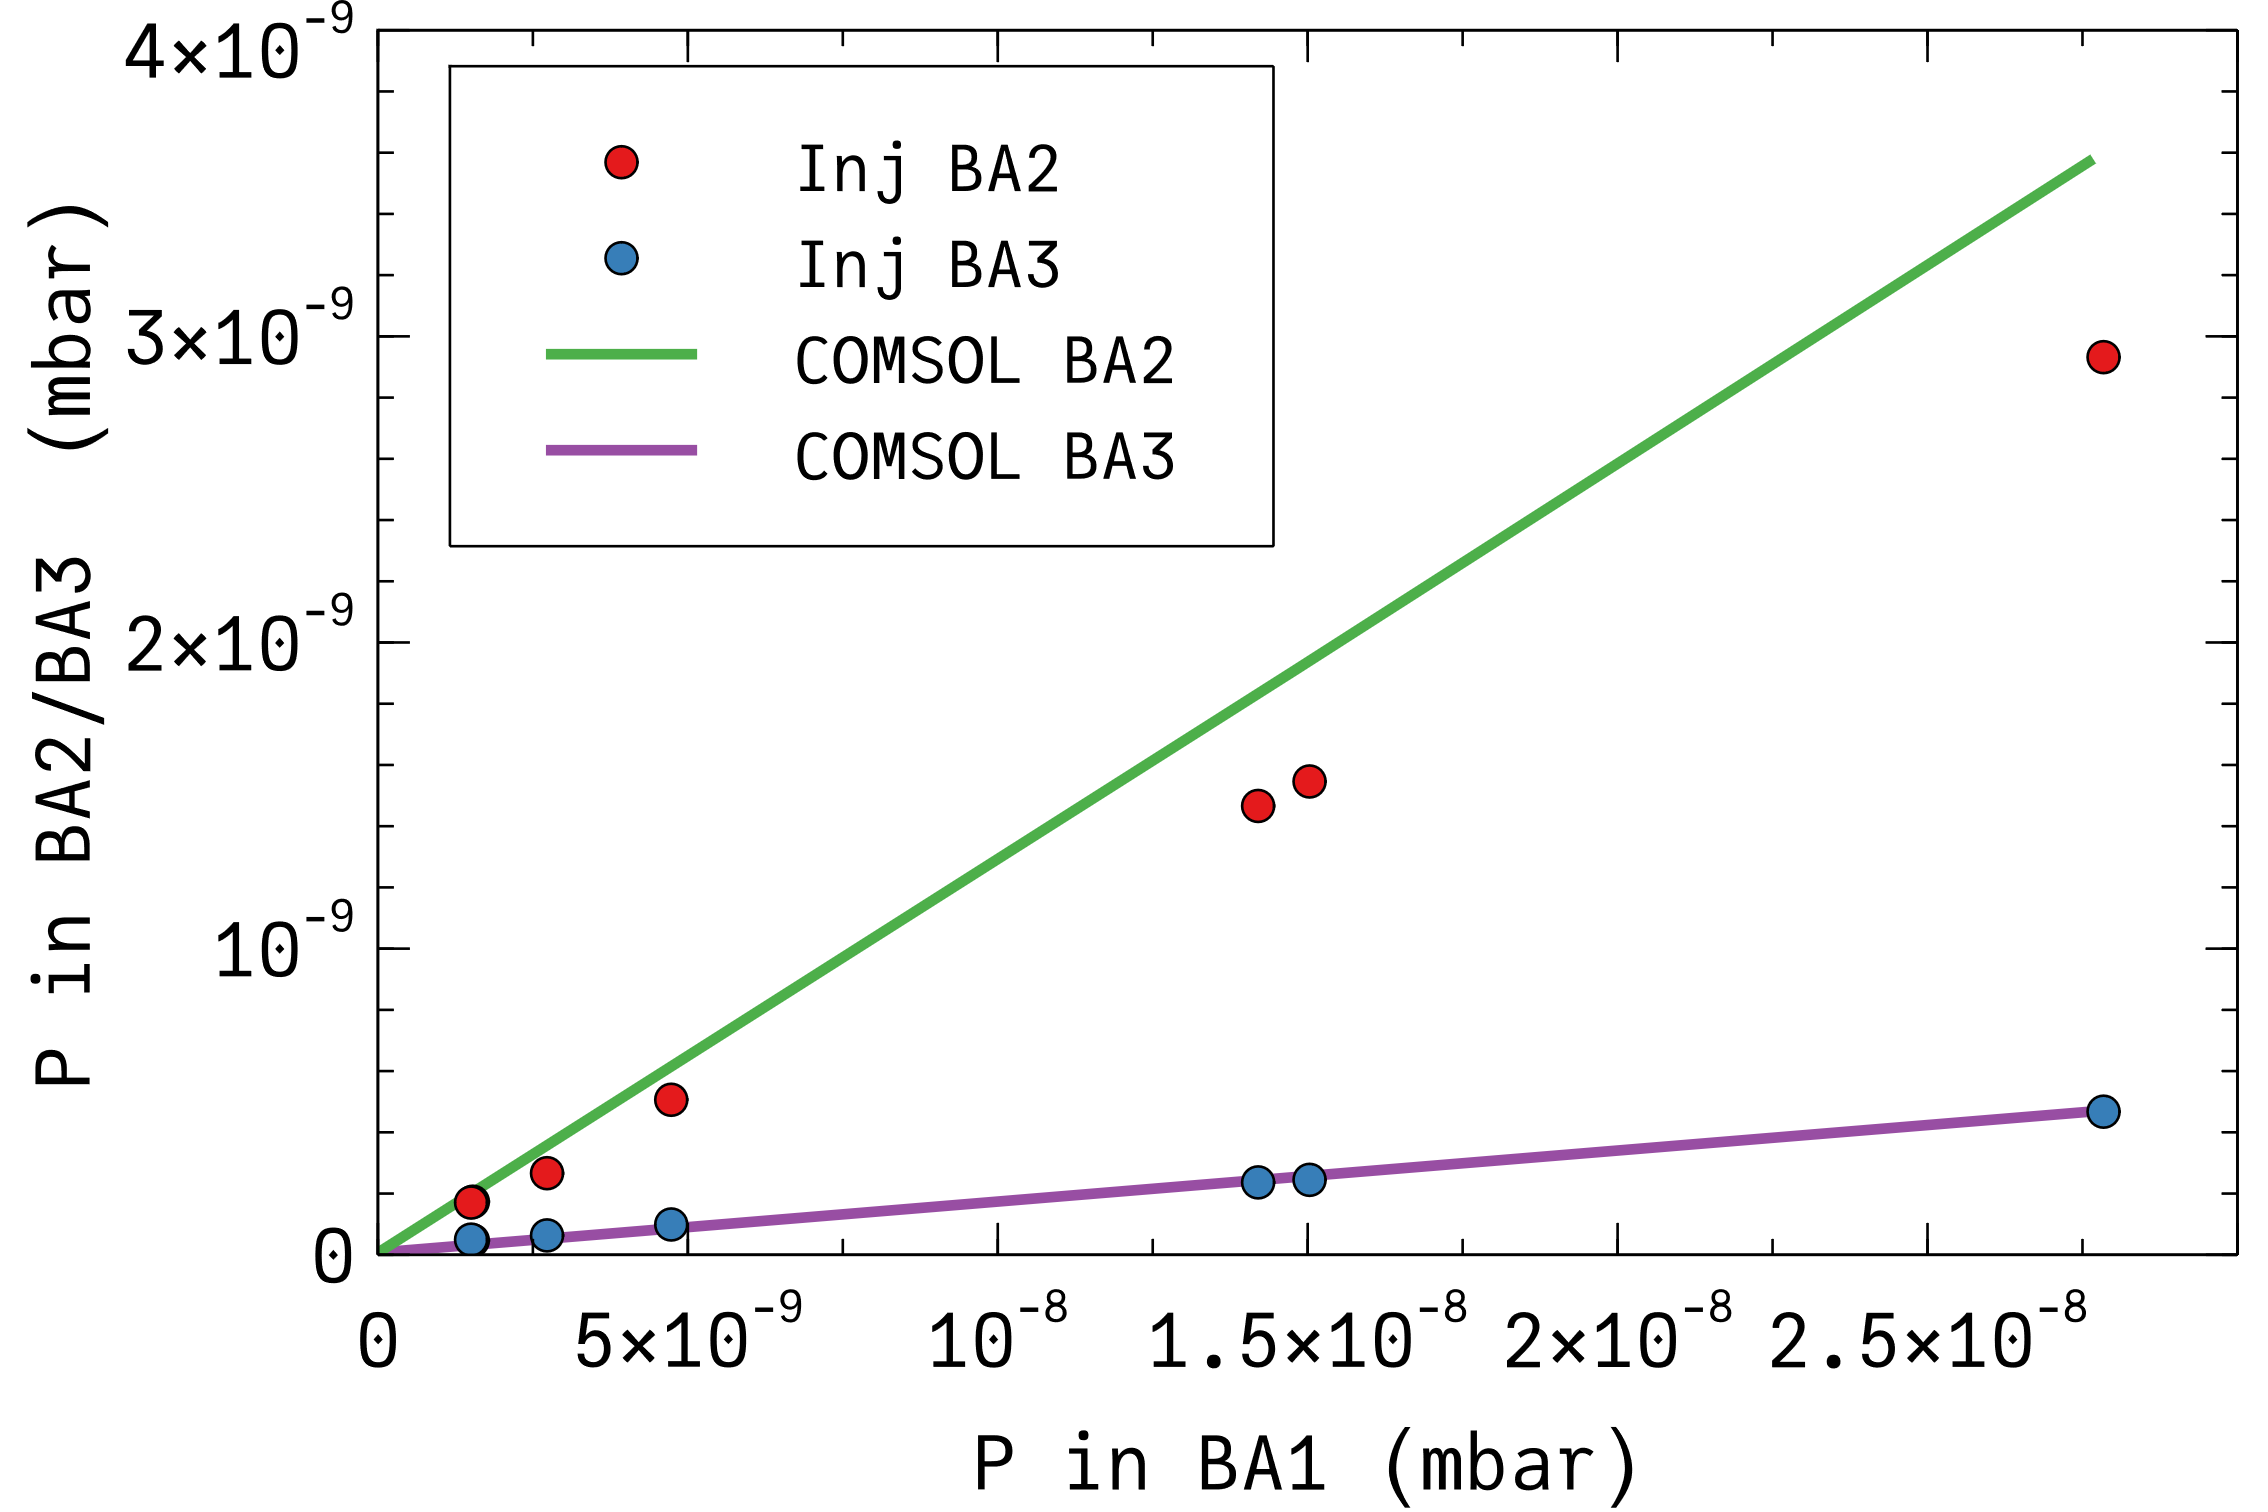 4×10⁻⁹
3×10⁻⁹
2×10⁻⁹
10⁻⁹
0
P in BA2/BA3 (mbar)
Inj BA2
Inj BA3
COMSOL BA2
COMSOL BA3
0 5×10⁻⁹ 10⁻⁸ 1.5×10⁻⁸ 2×10⁻⁸ 2.5×10⁻⁸
P in BA1 (mbar)